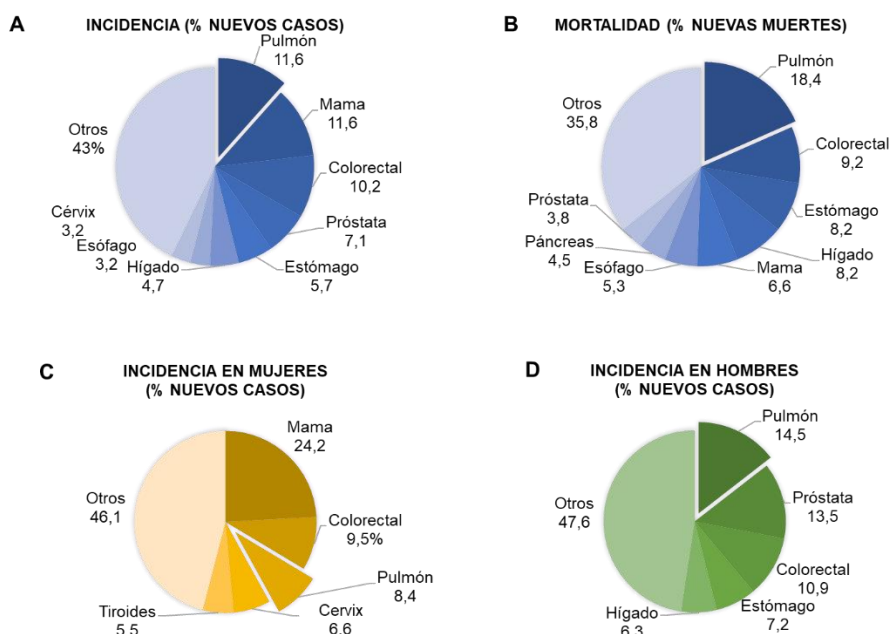 A
INCIDENCIA (% NUEVOS CASOS)
Pulmón
11,6
Mama
11,6
Colorectal
10,2
Próstata
7,1
Estómago
5,7
Hígado
4,7
Esófago
3,2
Cérvix
3,2
Otros
43%
B
MORTALIDAD (% NUEVAS MUERTES)
Pulmón
18,4
Colorectal
9,2
Estómago
8,2
Hígado
8,2
Mama
6,6
Esófago
5,3
Páncreas
4,5
Próstata
3,8
Otros
35,8
C
INCIDENCIA EN MUJERES
(% NUEVOS CASOS)
Mama
24,2
Colorectal
9,5%
Pulmón
8,4
Cervix
6,6
Tiroides
5,5
Otros
46,1
D
INCIDENCIA EN HOMBRES
(% NUEVOS CASOS)
Pulmón
14,5
Próstata
13,5
Colorectal
10,9
Estómago
7,2
Hígado
6,3
Otros
47,6